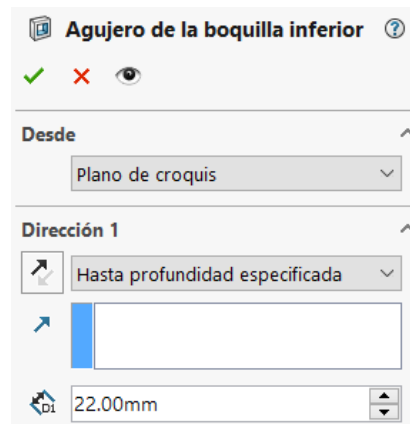 Agujero de la boquilla inferior
Desde
Plano de croquis
Dirección 1
Hasta profundidad especificada
D1
22.00mm